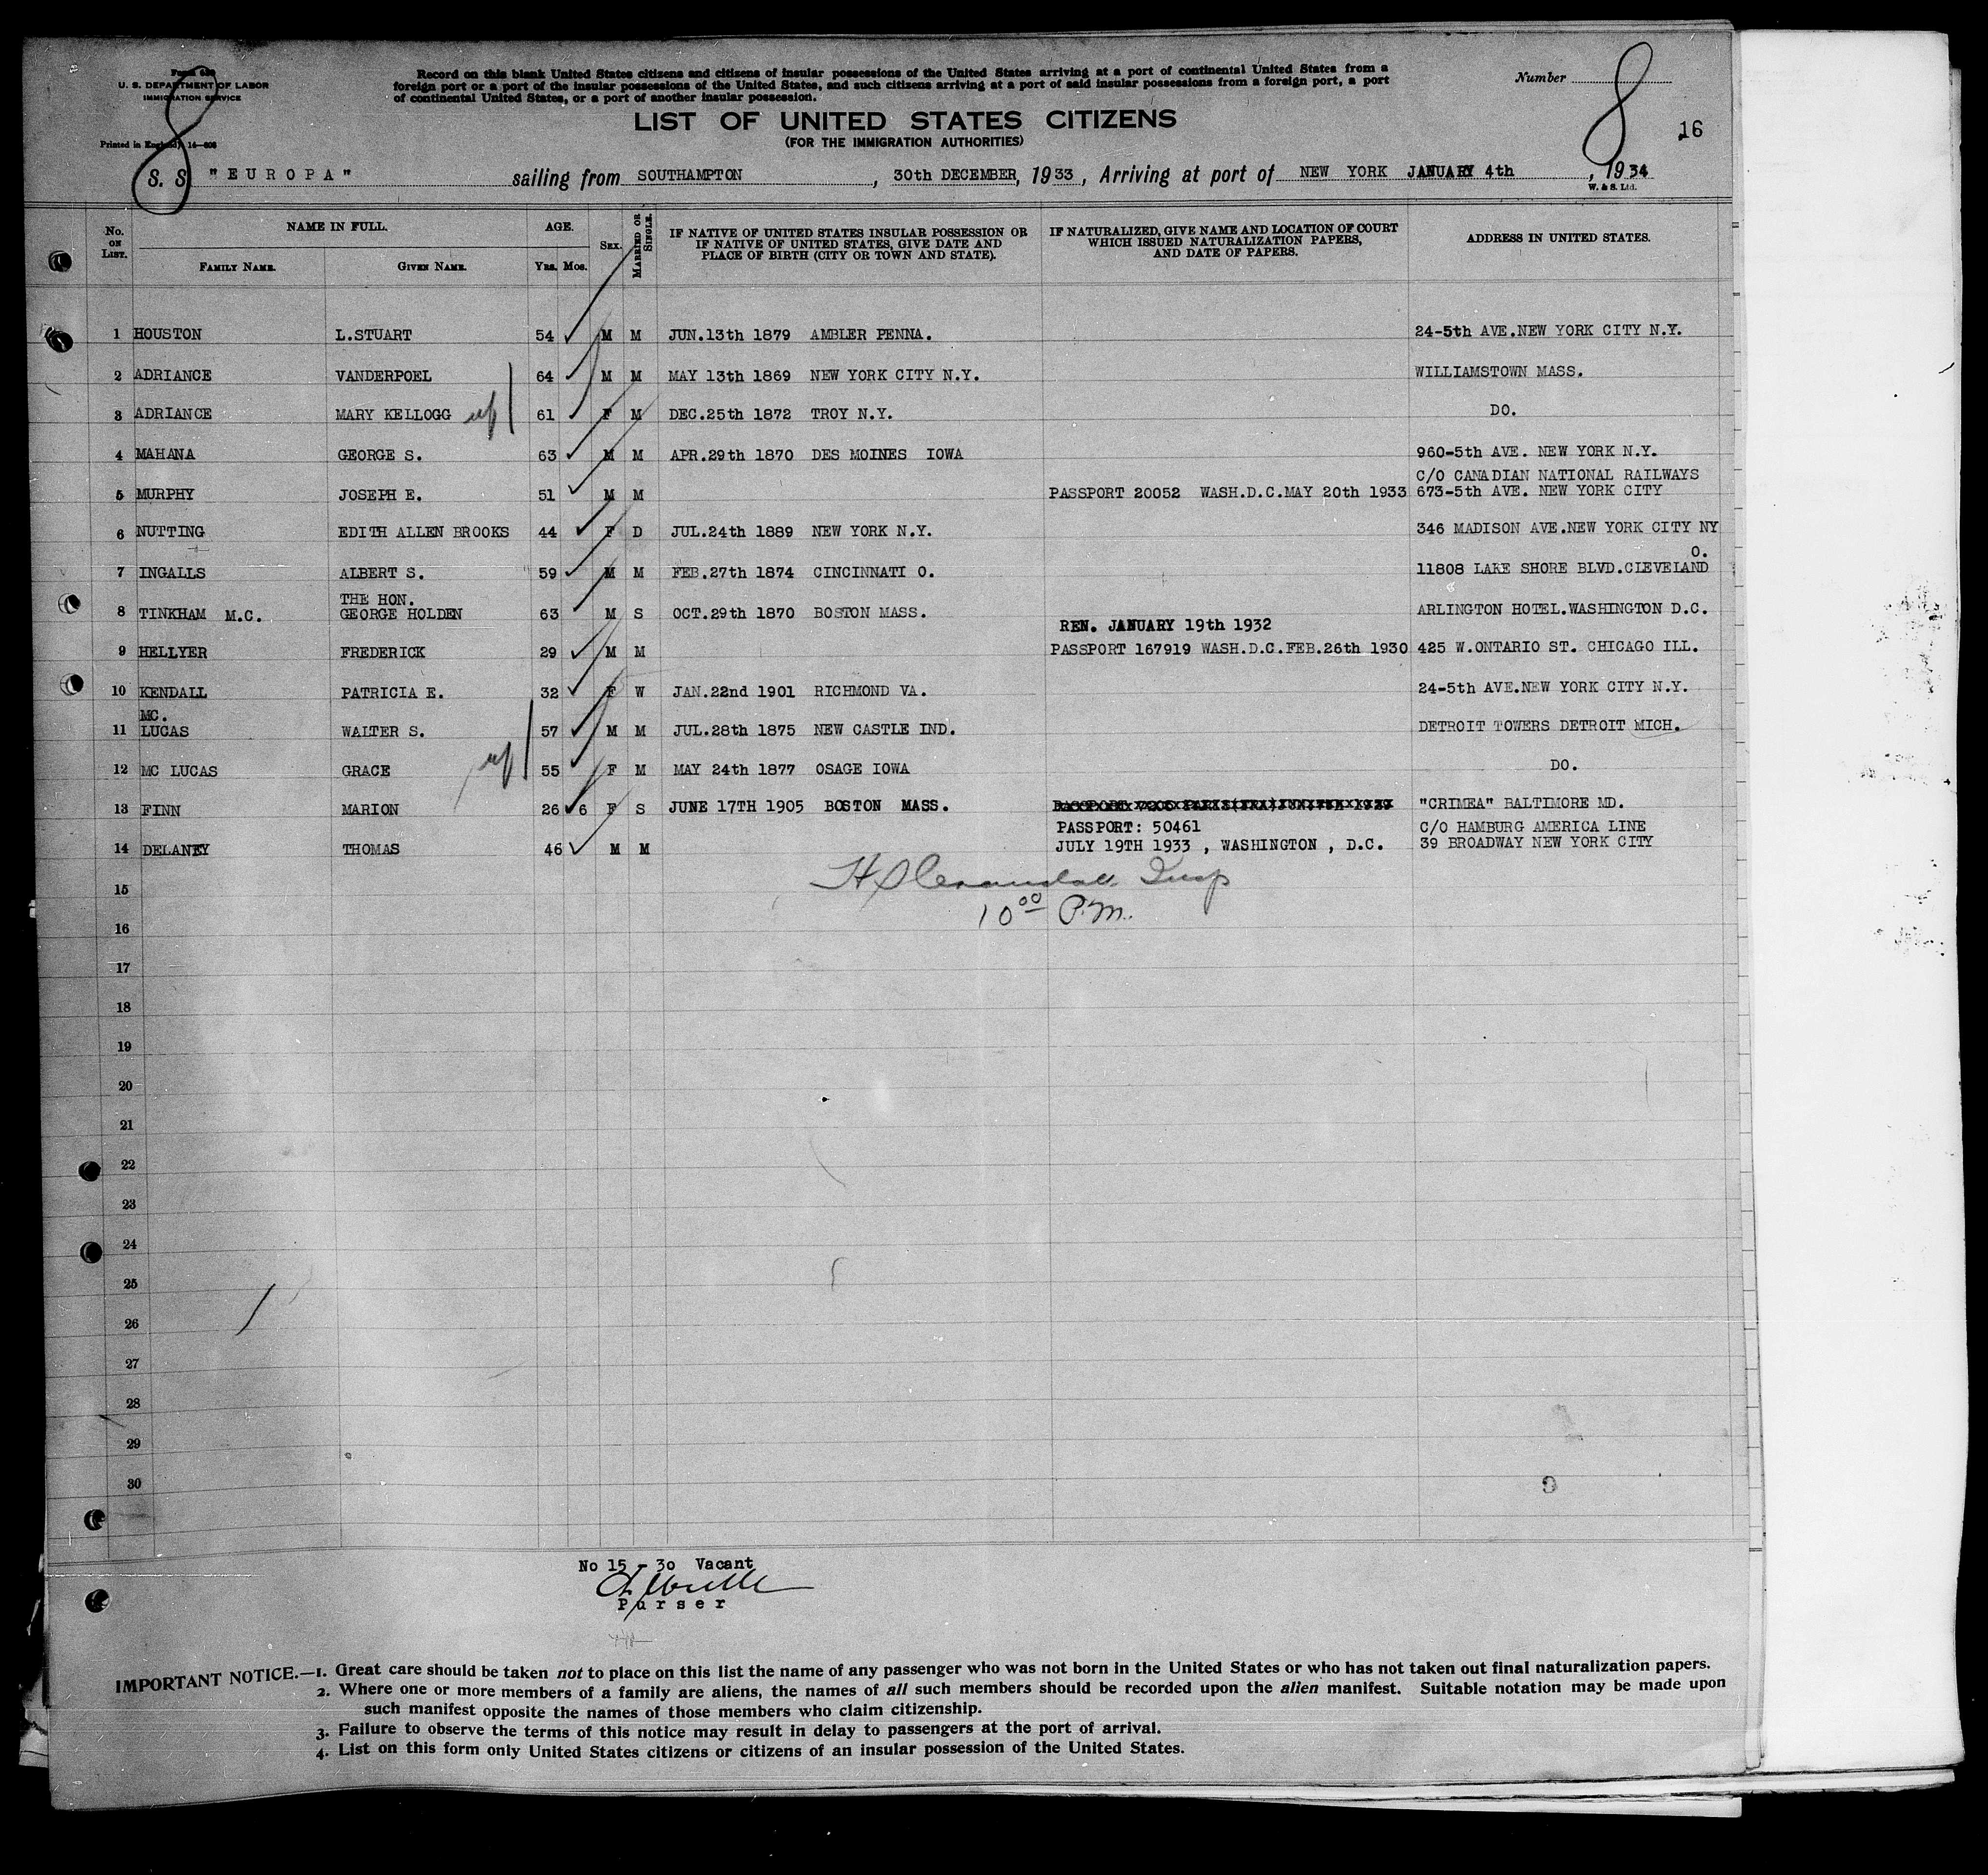 Form 630
U. S. DEPARTMENT OF LABOR
IMMIGRATION SERVICE
Printed in England 14—808
Record on this blank United States citizens and citizens of insular possessions of the United States arriving at a port of continental United States from a
foreign port or a port of the insular possessions of the United States, and such citizens arriving at a port of said insular possessions from a foreign port, a port
of continental United States, or a port of another insular possession.
Number
8
8
16
LIST OF UNITED STATES CITIZENS
(FOR THE IMMIGRATION AUTHORITIES)
S. S. "EUROPA" sailing from SOUTHAMPTON, 30th DECEMBER, 1933, Arriving at port of NEW YORK JANUARY 4th, 1934
W. & S. Ltd.
No. ON LIST. NAME IN FULL. AGE. SEX. MARRIED OR SINGLE. IF NATIVE OF UNITED STATES INSULAR POSSESSION OR IF NATIVE OF UNITED STATES, GIVE DATE AND PLACE OF BIRTH (CITY OR TOWN AND STATE). IF NATURALIZED, GIVE NAME AND LOCATION OF COURT WHICH ISSUED NATURALIZATION PAPERS, AND DATE OF PAPERS. ADDRESS IN UNITED STATES.
FAMILY NAME. GIVEN NAME. YRS. MOS.
1 HOUSTON L.STUART 54 M M JUN.13th 1879 AMBLER PENNA. 24-5th AVE.NEW YORK CITY N.Y.
2 ADRIANCE VANDERPOEL 64 M M MAY 13th 1869 NEW YORK CITY N.Y. WILLIAMSTOWN MASS.
3 ADRIANCE MARY KELLOGG 61 F M DEC.25th 1872 TROY N.Y. DO.
4 MAHANA GEORGE S. 63 M M APR.29th 1870 DES MOINES IOWA 960-5th AVE. NEW YORK N.Y.
C/O CANADIAN NATIONAL RAILWAYS
5 MURPHY JOSEPH E. 51 M M PASSPORT 20052 WASH.D.C.MAY 20th 1933 673-5th AVE. NEW YORK CITY
6 NUTTING EDITH ALLEN BROOKS 44 F D JUL.24th 1889 NEW YORK N.Y. 346 MADISON AVE.NEW YORK CITY NY
O.
7 INGALLS ALBERT S. 59 M M FEB.27th 1874 CINCINNATI O. 11808 LAKE SHORE BLVD.CLEVELAND
THE HON.
8 TINKHAM M.C. GEORGE HOLDEN 63 M S OCT.29th 1870 BOSTON MASS. ARLINGTON HOTEL.WASHINGTON D.C.
REN. JANUARY 19th 1932
9 HELLYER FREDERICK 29 M M PASSPORT 167919 WASH.D.C.FEB.26th 1930 425 W.ONTARIO ST. CHICAGO ILL.
10 KENDALL PATRICIA E. 32 F W JAN.22nd 1901 RICHMOND VA. 24-5th AVE.NEW YORK CITY N.Y.
MC.
11 LUCAS WALTER S. 57 M M JUL.28th 1875 NEW CASTLE IND. DETROIT TOWERS DETROIT MICH.
12 MC LUCAS GRACE 55 F M MAY 24th 1877 OSAGE IOWA DO.
13 FINN MARION 26 6 F S JUNE 17TH 1905 BOSTON MASS. "CRIMEA" BALTIMORE MD.
PASSPORT: 50461 C/O HAMBURG AMERICA LINE
14 DELANEY THOMAS 46 M M JULY 19TH 1933 , WASHINGTON , D.C. 39 BROADWAY NEW YORK CITY
15
Insp
10 00 P.M.
16
17
18
19
20
21
22
23
24
25
26
27
28
29
30
No 15 - 30 Vacant
Purser
IMPORTANT NOTICE.—1. Great care should be taken not to place on this list the name of any passenger who was not born in the United States or who has not taken out final naturalization papers.
2. Where one or more members of a family are aliens, the names of all such members should be recorded upon the alien manifest. Suitable notation may be made upon
such manifest opposite the names of those members who claim citizenship.
3. Failure to observe the terms of this notice may result in delay to passengers at the port of arrival.
4. List on this form only United States citizens or citizens of an insular possession of the United States.